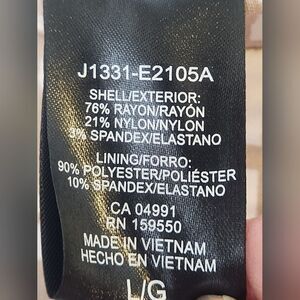 J1331-E2105A
SHELL/EXTERIOR:
76% RAYON/RAYÓN
21% NYLON/NYLON
3% SPANDEX/ELASTANO
LINING/FORRO:
90% POLYESTER/POLIÉSTER
10% SPANDEX/ELASTANO
CA 04991
RN 159550
MADE IN VIETNAM
HECHO EN VIETNAM
L/G